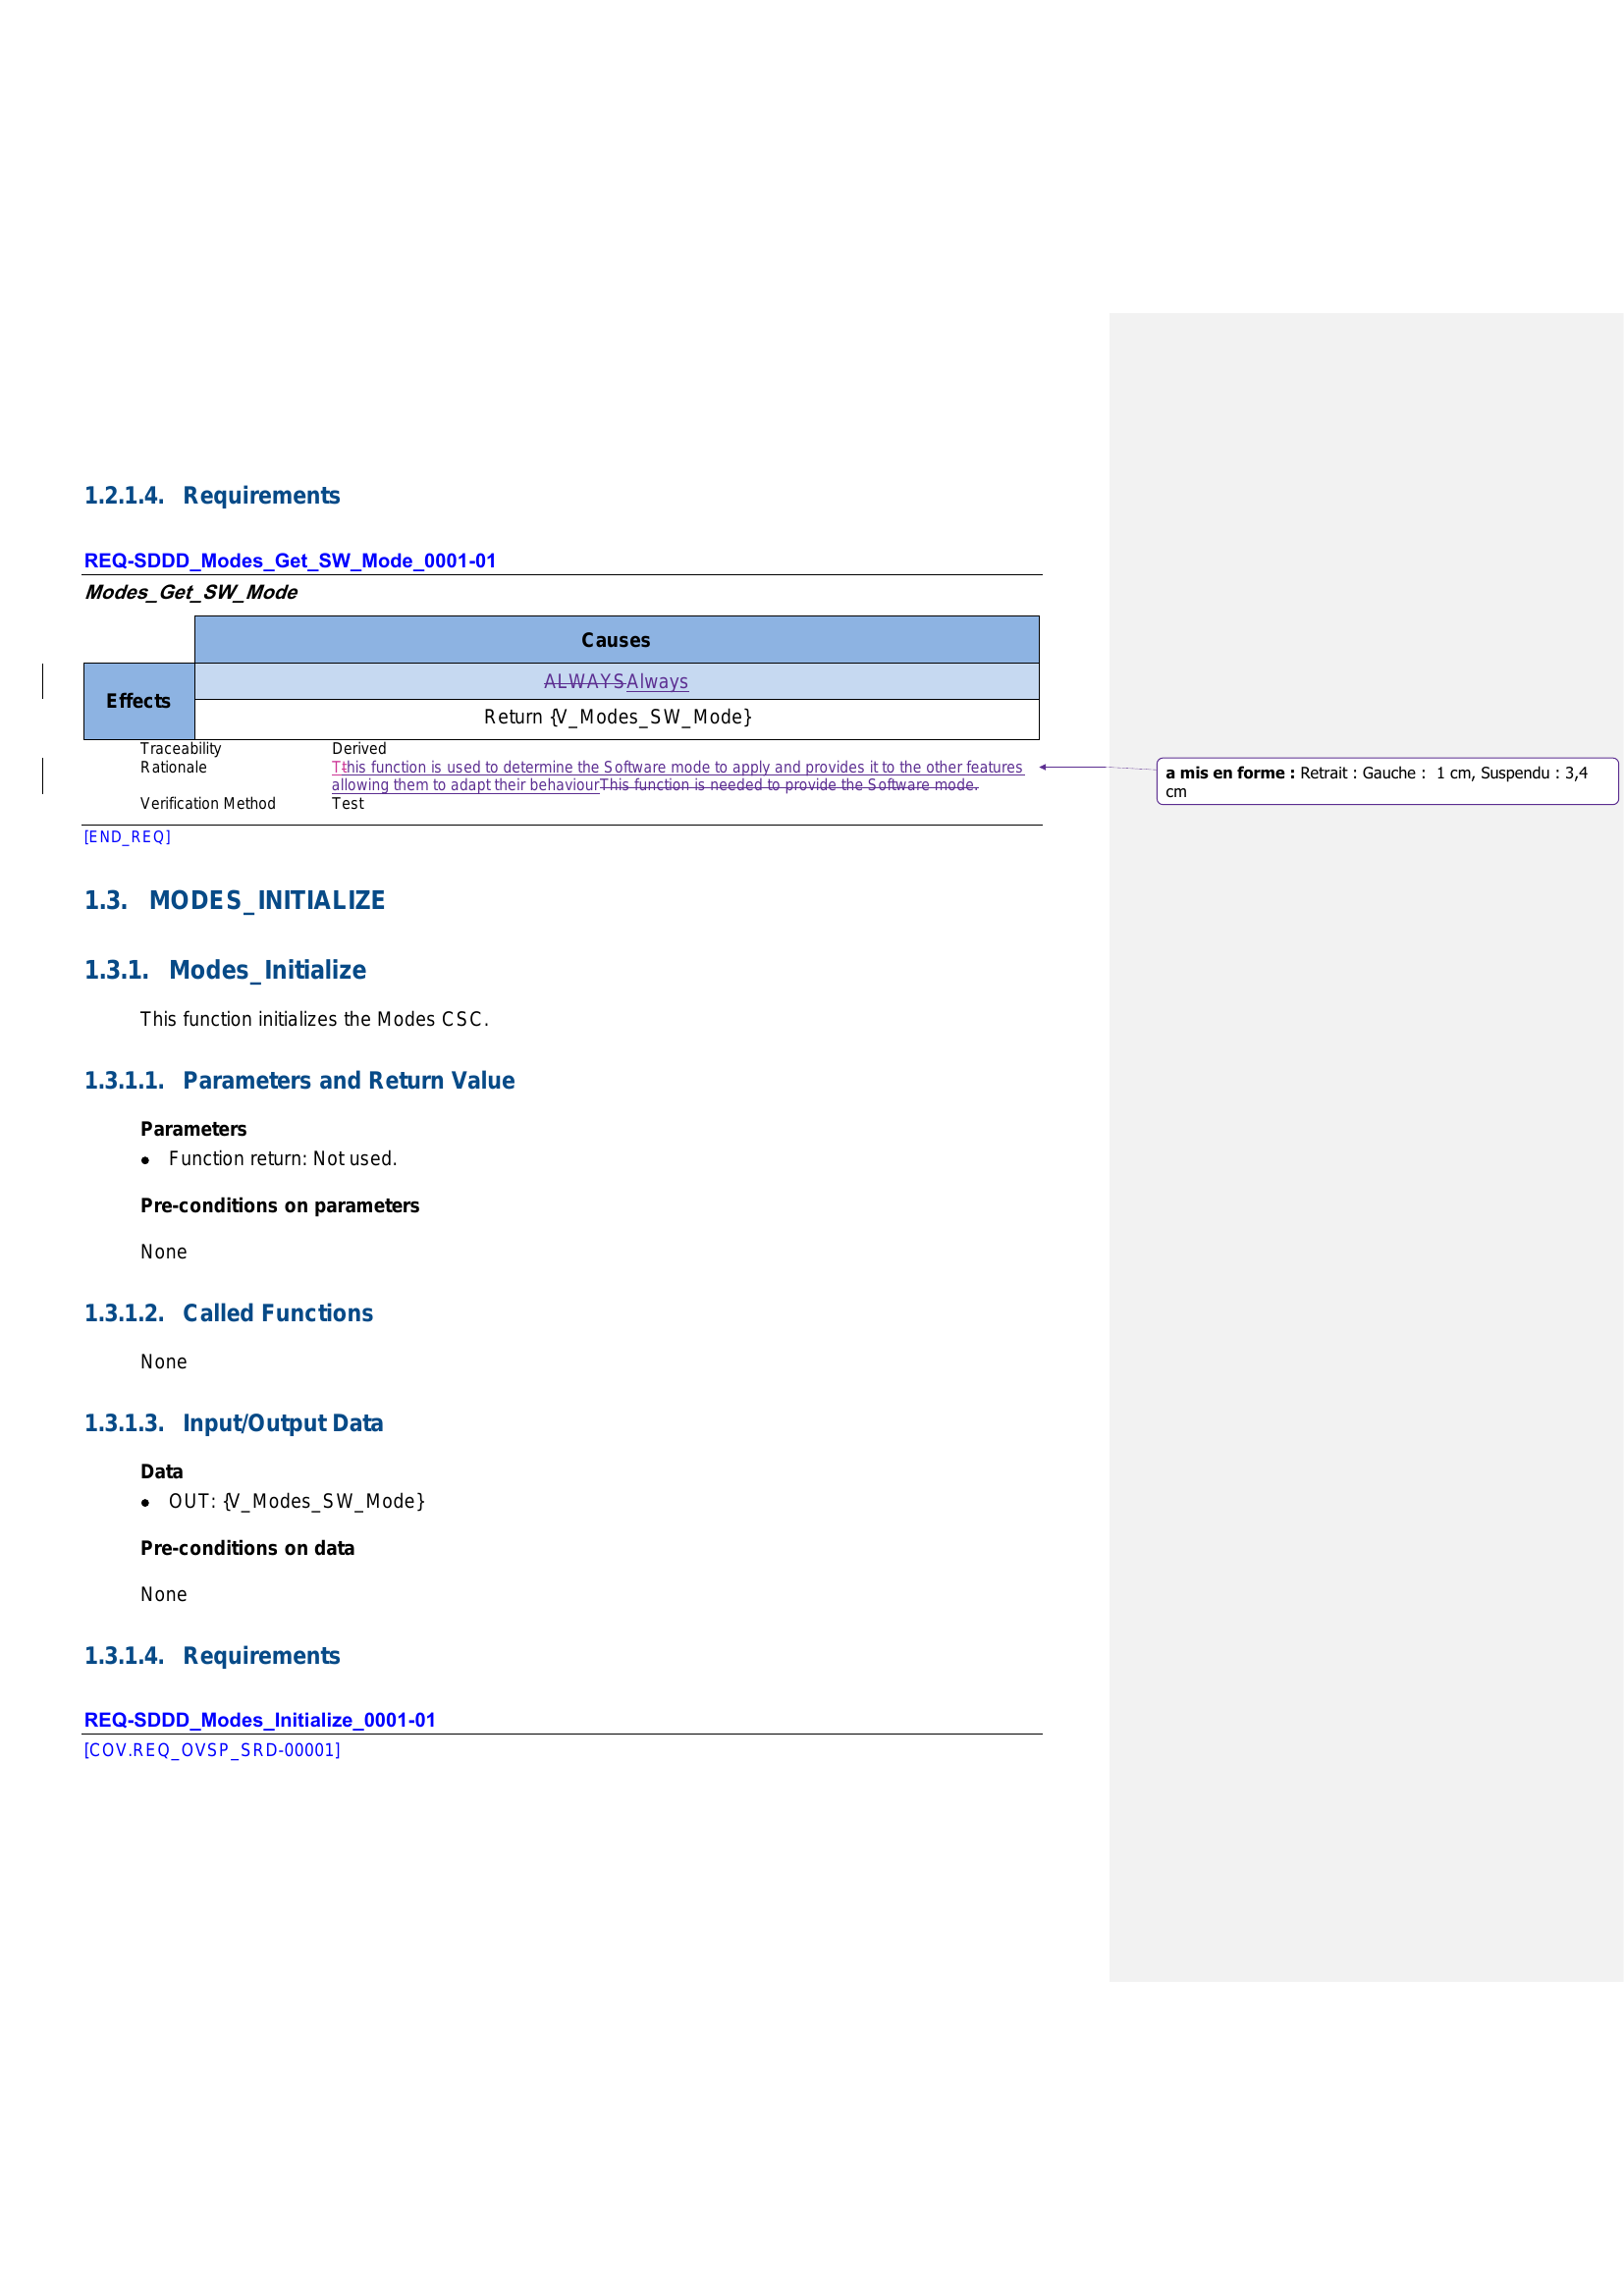 1.2.1.4. Requirements
REQ-SDDD_Modes_Get_SW_Mode_0001-01
Modes_Get_SW_Mode
Causes
Effects
ALWAYSAlways
Return {V_Modes_SW_Mode}
Traceability Derived
Rationale Tthis function is used to determine the Software mode to apply and provides it to the other features
allowing them to adapt their behaviourThis function is needed to provide the Software mode.
Verification Method Test
[END_REQ]
a mis en forme : Retrait : Gauche : 1 cm, Suspendu : 3,4
cm
1.3. MODES_INITIALIZE
1.3.1. Modes_Initialize
This function initializes the Modes CSC.
1.3.1.1. Parameters and Return Value
Parameters
● Function return: Not used.
Pre-conditions on parameters
None
1.3.1.2. Called Functions
None
1.3.1.3. Input/Output Data
Data
● OUT: {V_Modes_SW_Mode}
Pre-conditions on data
None
1.3.1.4. Requirements
REQ-SDDD_Modes_Initialize_0001-01
[COV.REQ_OVSP_SRD-00001]